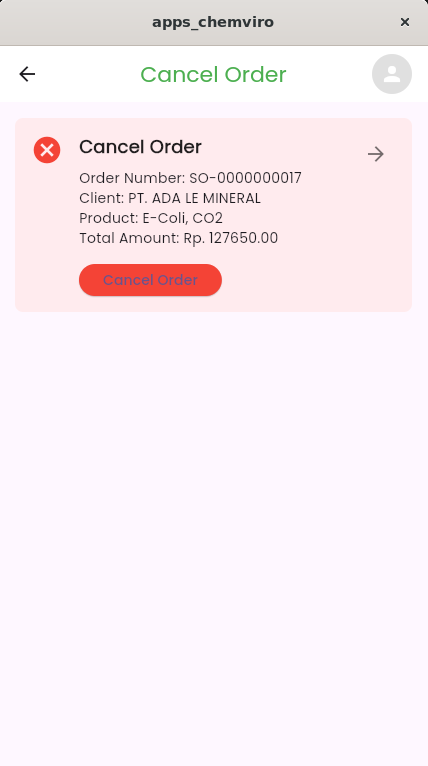 apps_chemviro
Cancel Order
Cancel Order
Order Number: SO-0000000017
Client: PT. ADA LE MINERAL
Product: E-Coli, CO2
Total Amount: Rp. 127650.00
Cancel Order